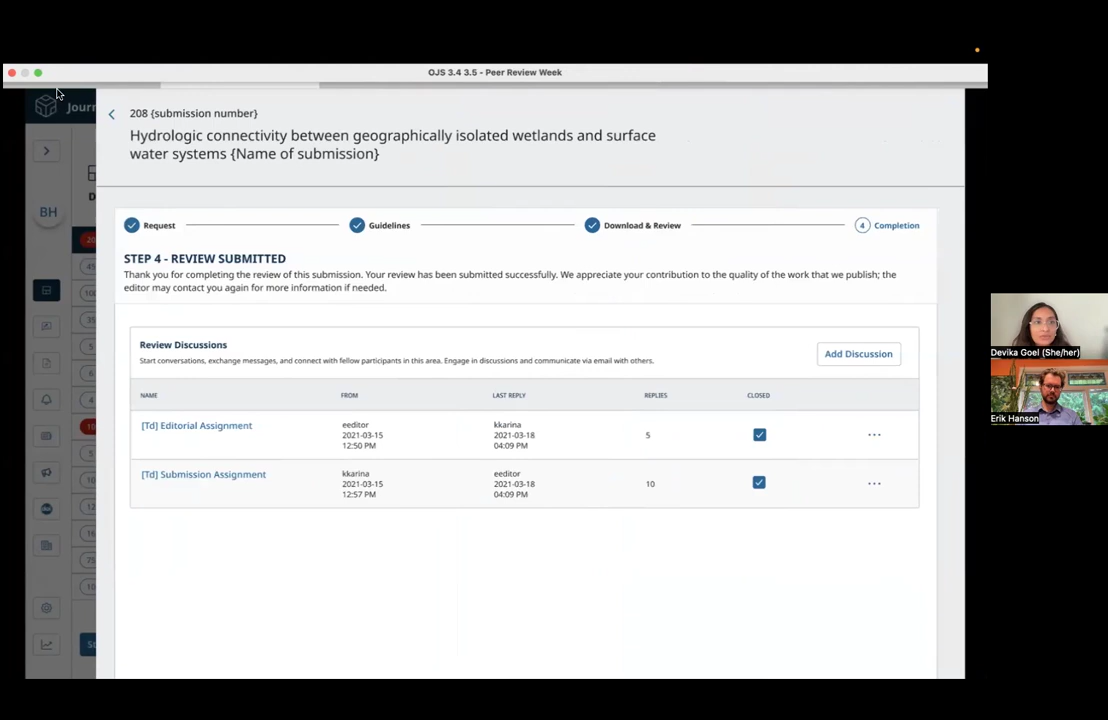 OJS 3.4 3.5 - Peer Review Week
Journ
208 {submission number}
Hydrologic connectivity between geographically isolated wetlands and surface
water systems {Name of submission}
BH
Request
Guidelines
Download & Review
4 Completion
STEP 4 - REVIEW SUBMITTED
Thank you for completing the review of this submission. Your review has been submitted successfully. We appreciate your contribution to the quality of the work that we publish; the
editor may contact you again for more information if needed.
Review Discussions
Start conversations, exchange messages, and connect with fellow participants in this area. Engage in discussions and communicate via email with others.
Add Discussion
NAME FROM LAST REPLY REPLIES CLOSED
[Td] Editorial Assignment
eeditor
2021-03-15
12:50 PM
kkarina
2021-03-18
04:09 PM
5
[Td] Submission Assignment
kkarina
2021-03-15
12:57 PM
eeditor
2021-03-18
04:09 PM
10
Devika Goel (She/her)
Erik Hanson